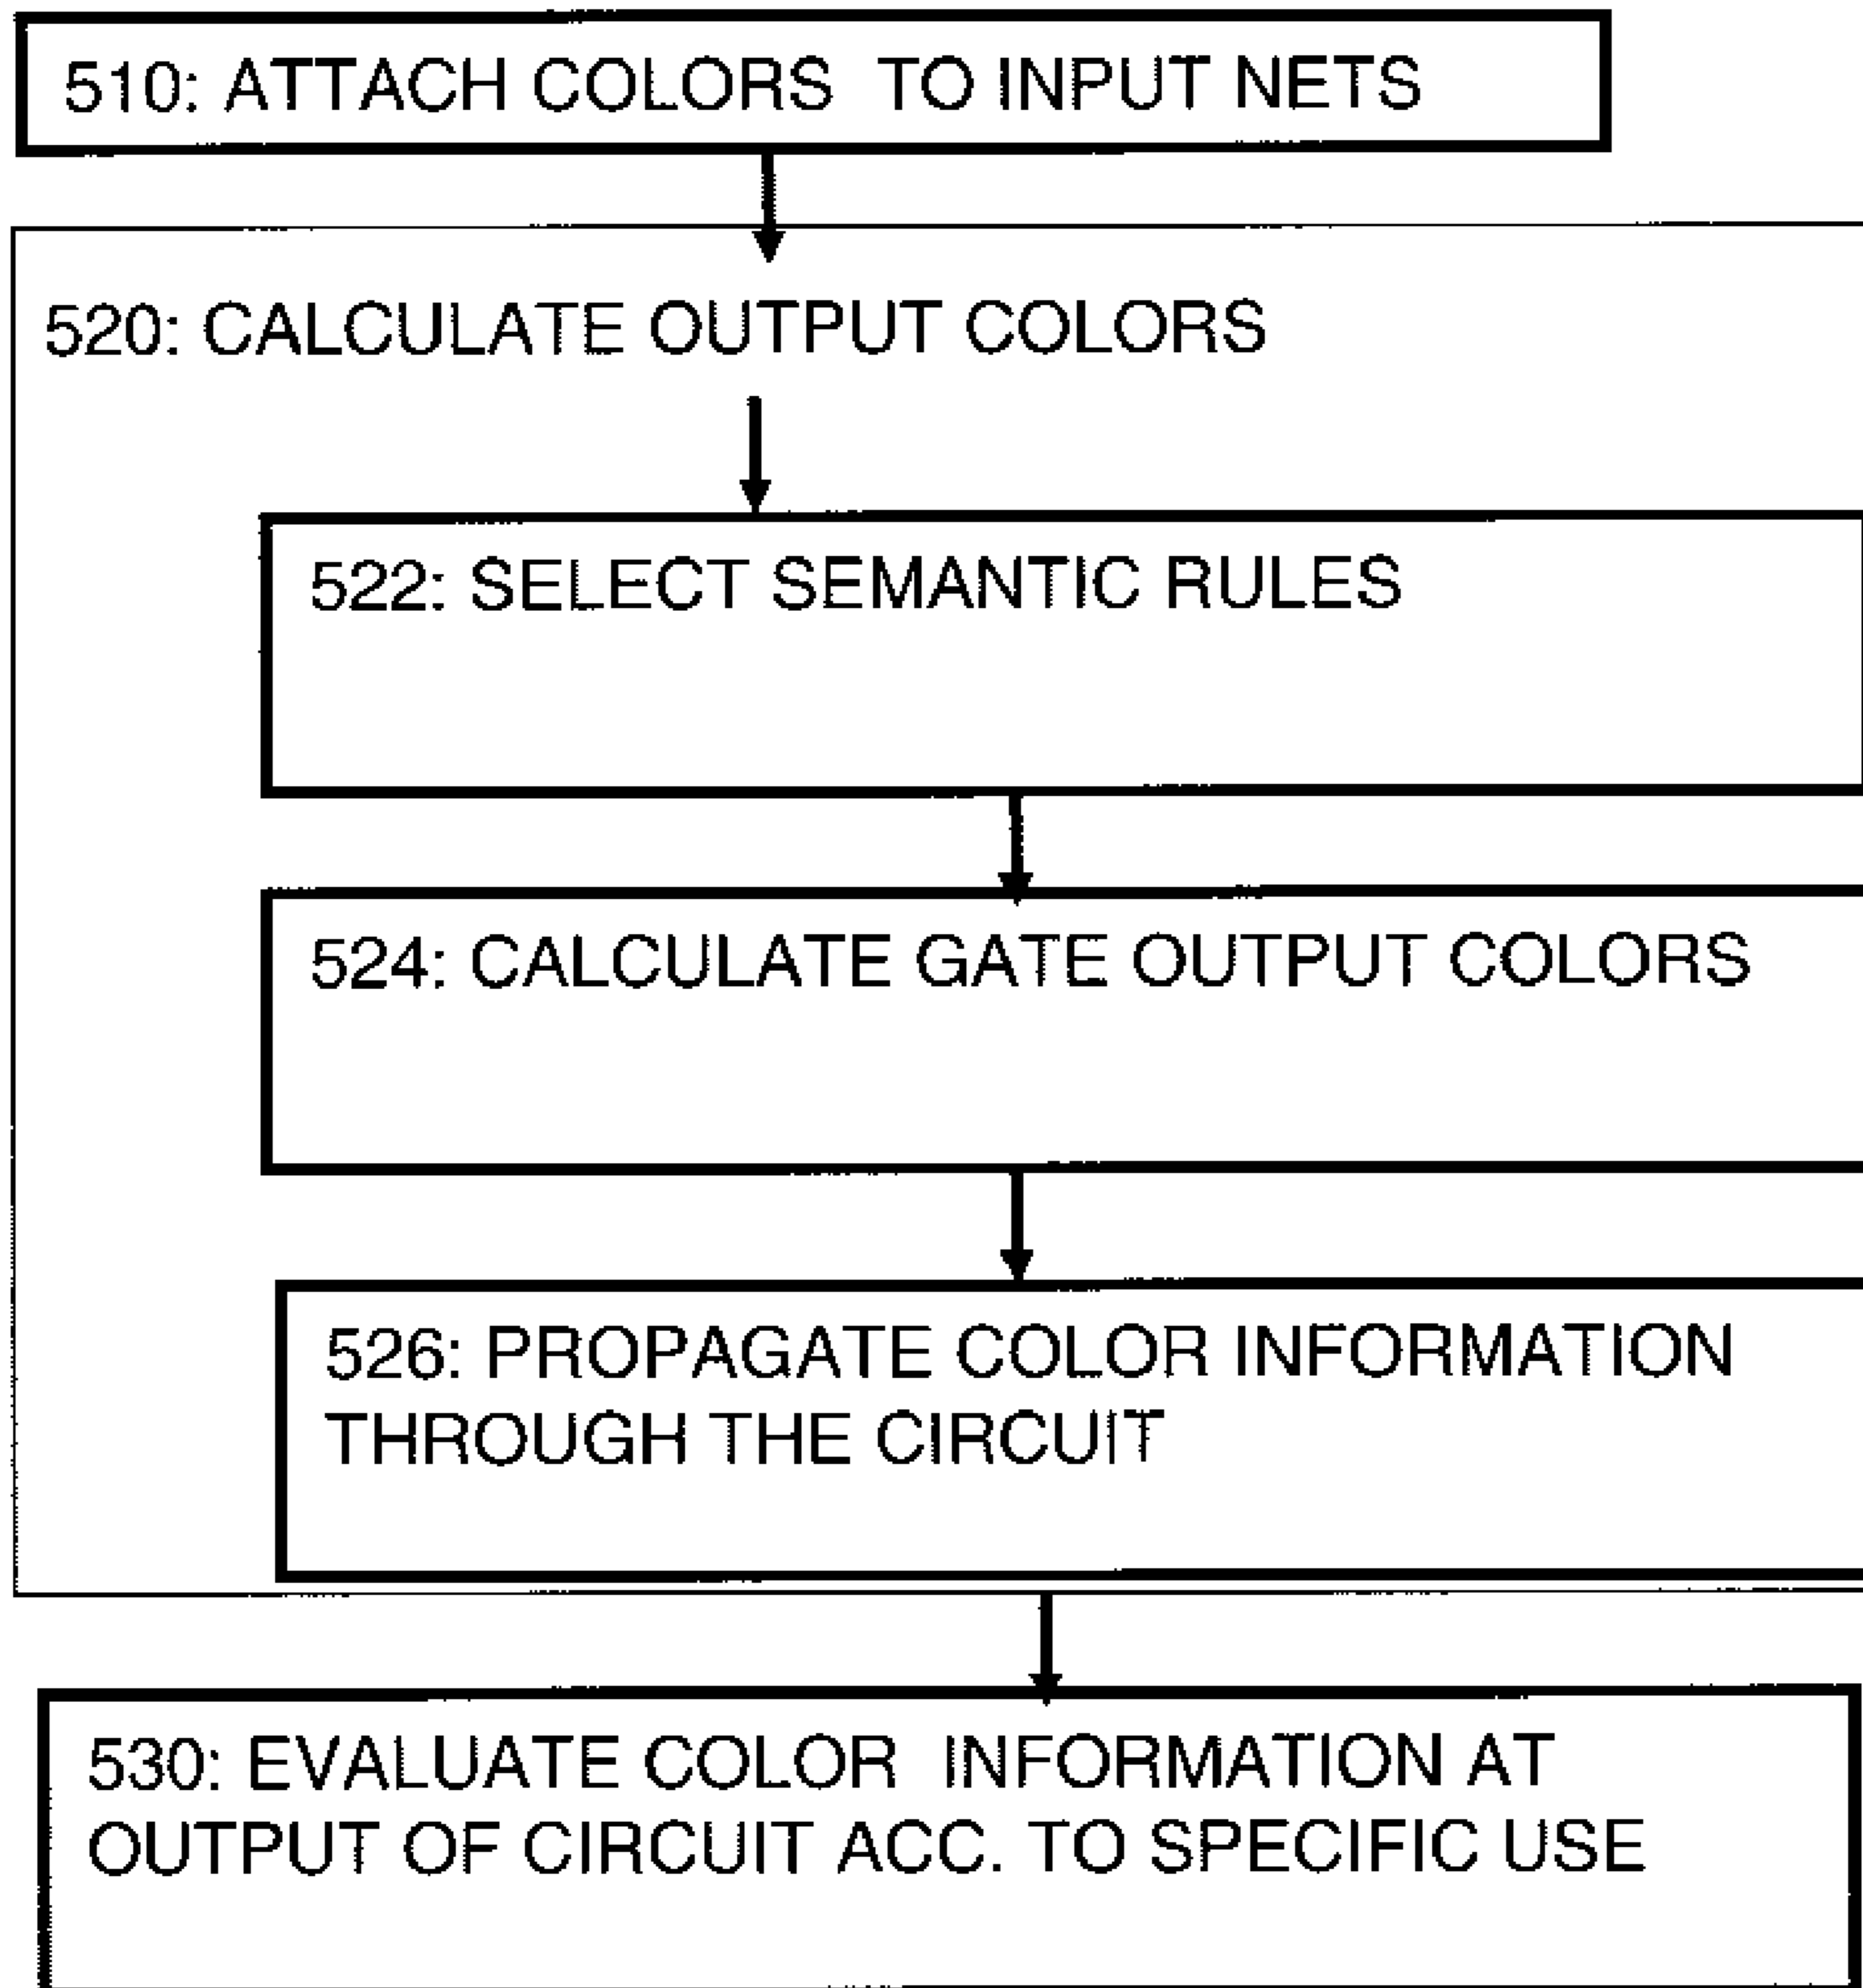 510: ATTACH COLORS TO INPUT NETS
520: CALCULATE OUTPUT COLORS
522: SELECT SEMANTIC RULES
524: CALCULATE GATE OUTPUT COLORS
526: PROPAGATE COLOR INFORMATION
THROUGH THE CIRCUIT
530: EVALUATE COLOR INFORMATION AT
OUTPUT OF CIRCUIT ACC. TO SPECIFIC USE